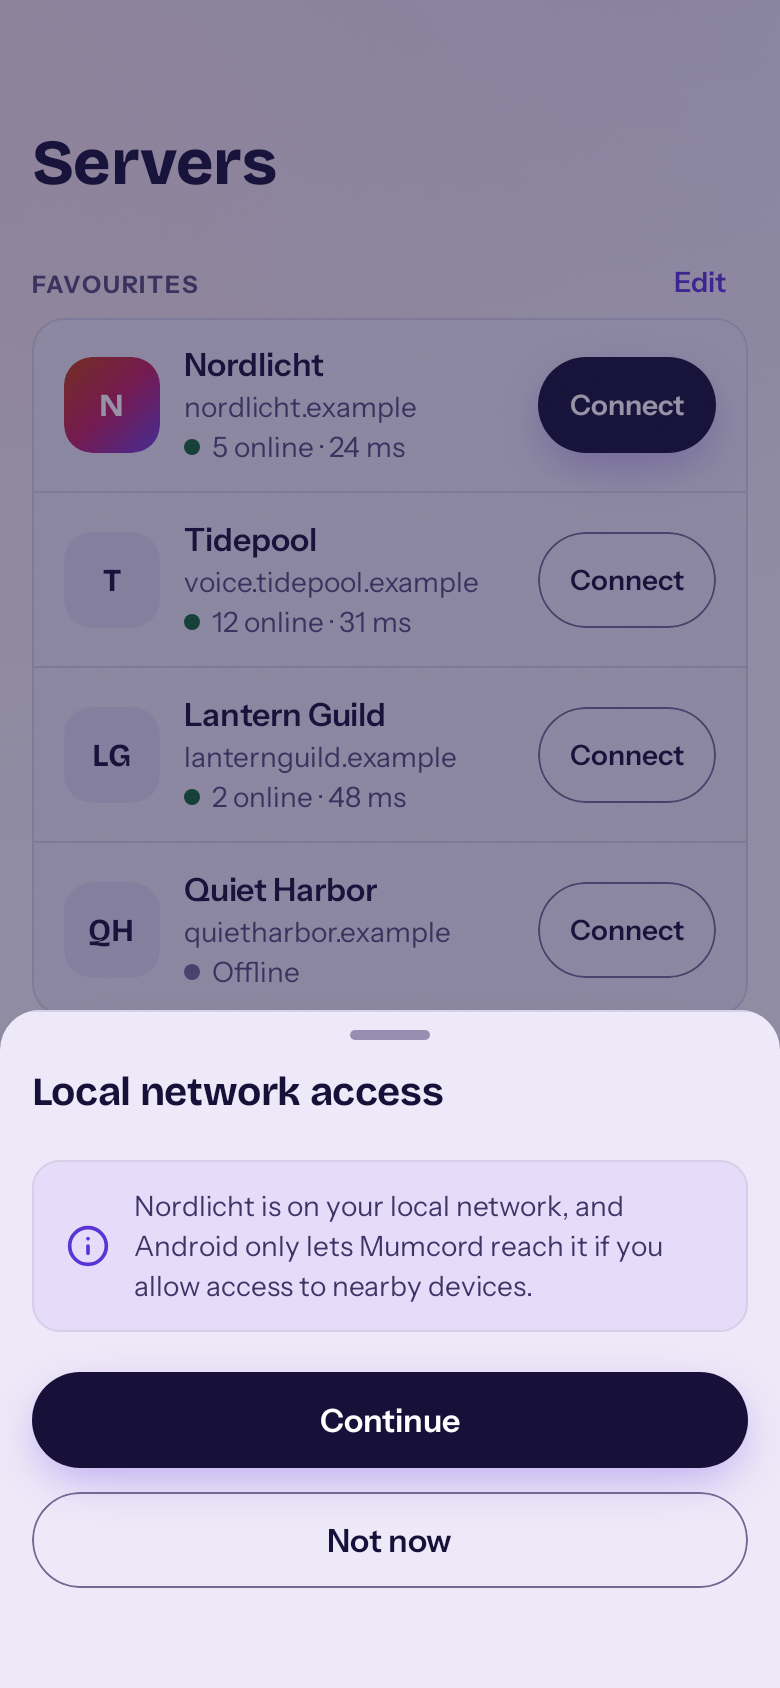 Servers
FAVOURITES
Edit
N
Nordlicht
nordlicht.example
5 online · 24 ms
Connect
T
Tidepool
voice.tidepool.example
12 online · 31 ms
Connect
LG
Lantern Guild
lanternguild.example
2 online · 48 ms
Connect
QH
Quiet Harbor
quietharbor.example
Offline
Connect
Local network access
Nordlicht is on your local network, and
Android only lets Mumcord reach it if you
allow access to nearby devices.
Continue
Not now